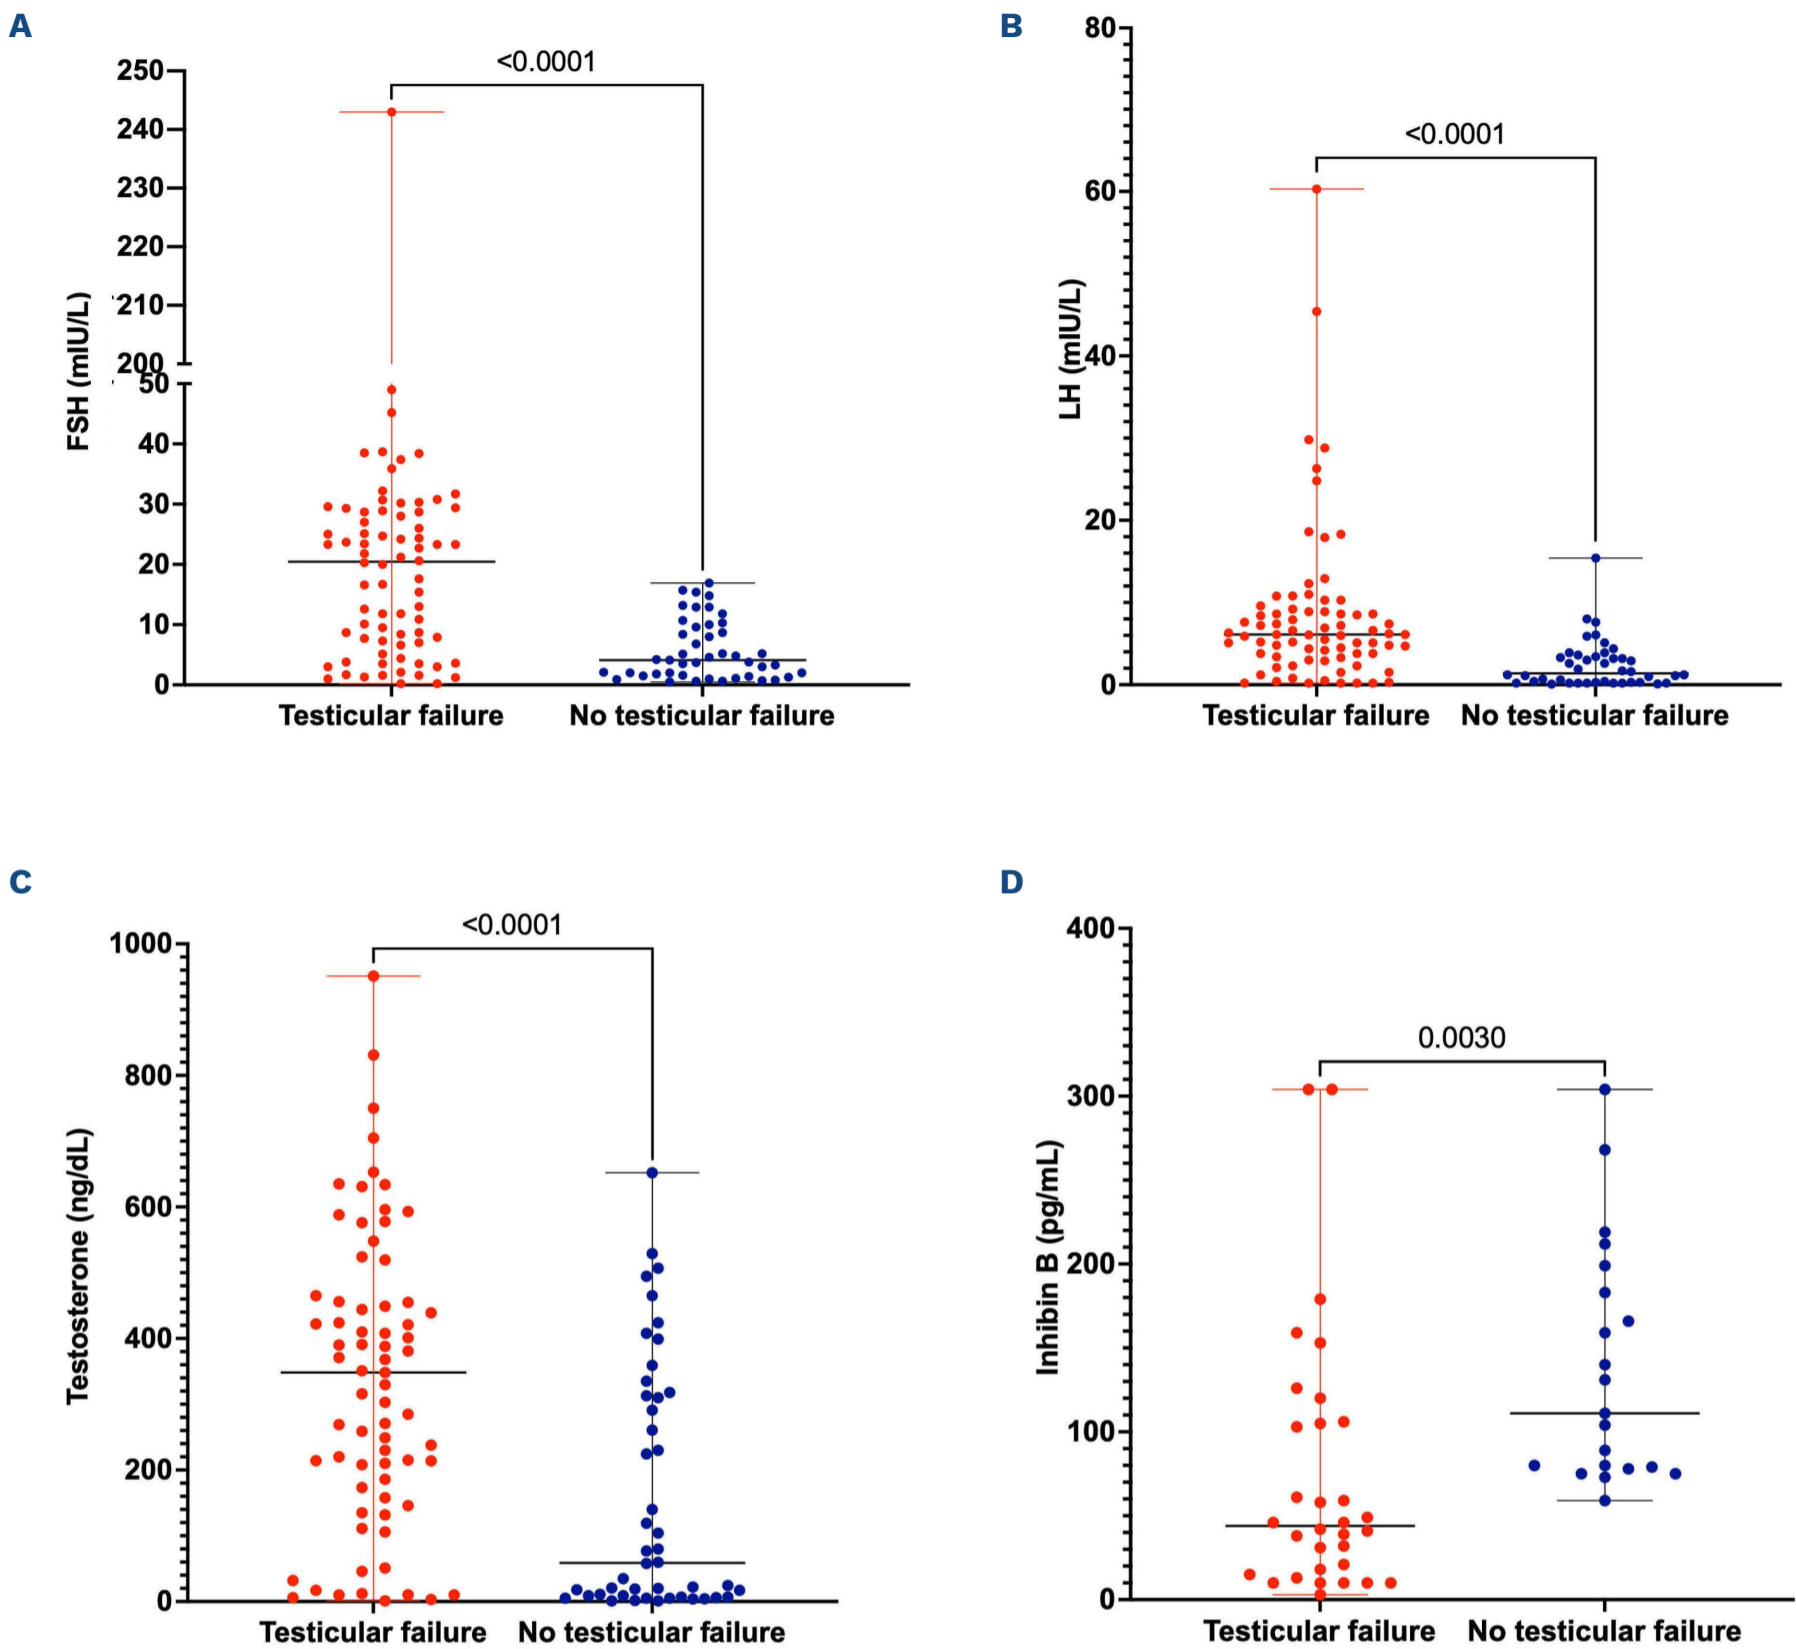 A
<0.0001
250
240
230
220
210
200
50
40
30
20
10
0
FSH (mIU/L)
Testicular failure
No testicular failure
B
<0.0001
80
60
40
20
0
LH (mIU/L)
Testicular failure
No testicular failure
C
<0.0001
1000
800
600
400
200
0
Testosterone (ng/dL)
Testicular failure
No testicular failure
D
0.0030
400
300
200
100
0
Inhibin B (pg/mL)
Testicular failure
No testicular failure